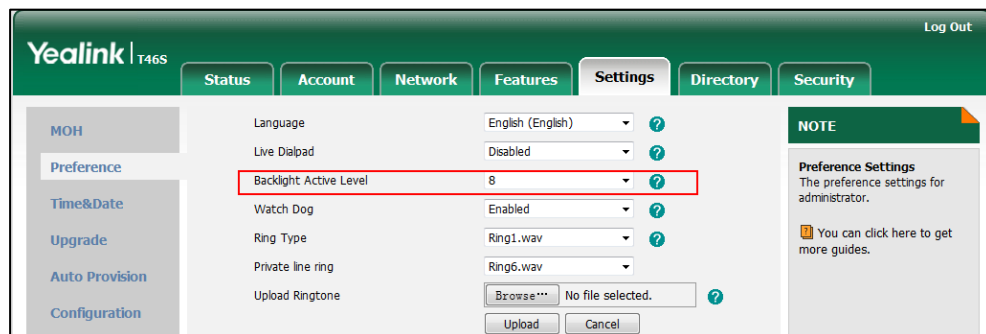 Log Out
Yealink | T46S
Status Account Network Features Settings Directory Security
MOH
Preference
Time&Date
Upgrade
Auto Provision
Configuration
Language English (English) ?
Live Dialpad Disabled ?
Backlight Active Level 8 ?
Watch Dog Enabled ?
Ring Type Ring1.wav ?
Private line ring Ring6.wav
Upload Ringtone Browse... No file selected. ?
Upload Cancel
NOTE
Preference Settings
The preference settings for
administrator.
? You can click here to get
more guides.